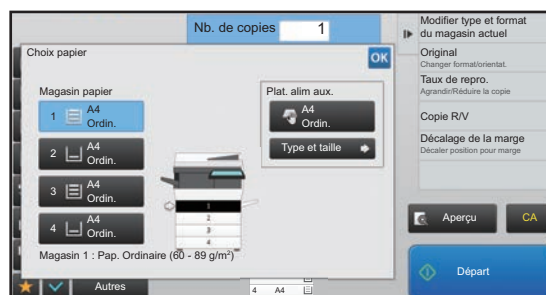 Nb. de copies 1
Choix papier
OK
Magasin papier
1 A4
Ordin.
2 A4
Ordin.
3 A4
Ordin.
4 A4
Ordin.
Plat. alim aux.
A4
Ordin.
Type et taille
1
2
3
4
Magasin 1 : Pap. Ordinaire (60 - 89 g/m²)
Autres
4 A4
Modifier type et format
du magasin actuel
Original
Changer format/orientat.
Taux de repro.
Agrandir/Réduire la copie
Copie R/V
Décalage de la marge
Décaler position pour marge
Aperçu
CA
Départ